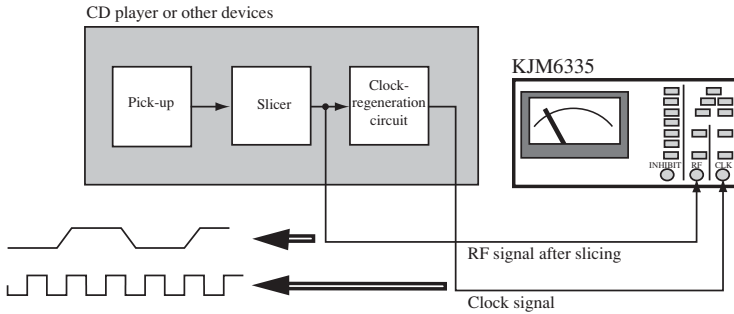 CD player or other devices
KJM6335
Pick-up
Slicer
Clock-
regeneration
circuit
INHIBIT
RF
CLK
RF signal after slicing
Clock signal